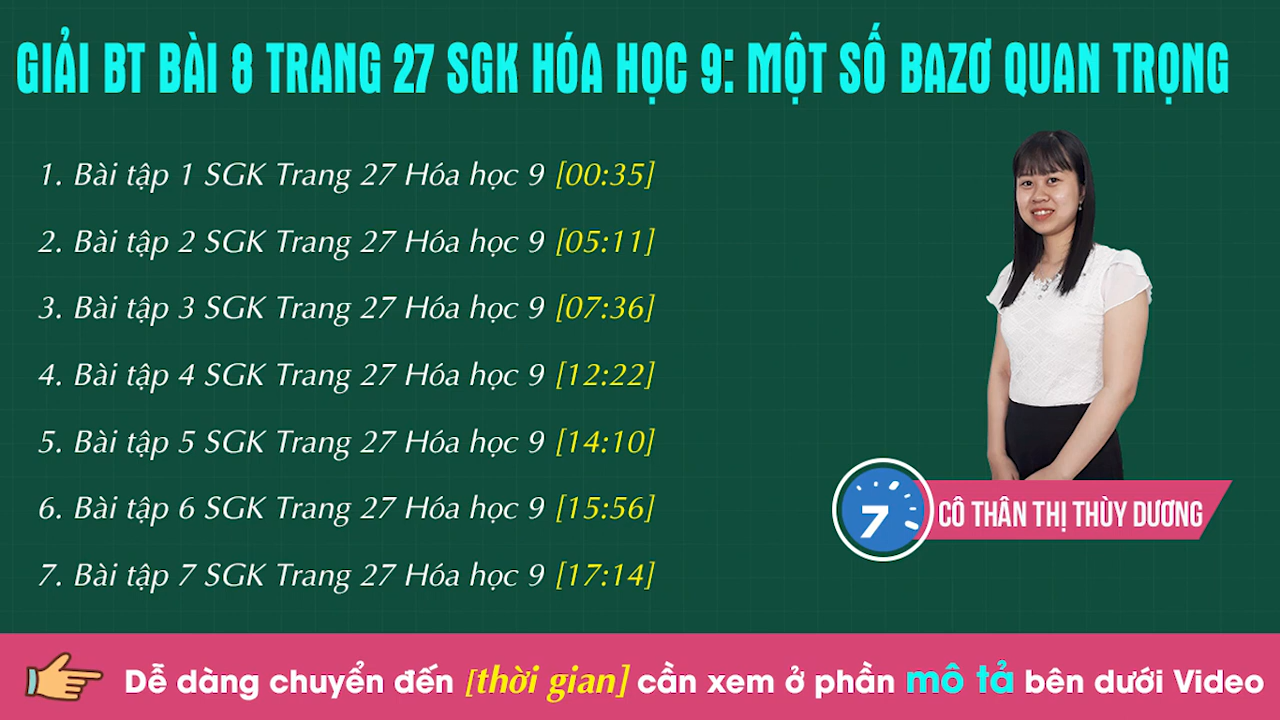 GIẢI BT BÀI 8 TRANG 27 SGK HÓA HỌC 9: MỘT SỐ BAZƠ QUAN TRỌNG
1. Bài tập 1 SGK Trang 27 Hóa học 9 [00:35]
2. Bài tập 2 SGK Trang 27 Hóa học 9 [05:11]
3. Bài tập 3 SGK Trang 27 Hóa học 9 [07:36]
4. Bài tập 4 SGK Trang 27 Hóa học 9 [12:22]
5. Bài tập 5 SGK Trang 27 Hóa học 9 [14:10]
6. Bài tập 6 SGK Trang 27 Hóa học 9 [15:56]
7. Bài tập 7 SGK Trang 27 Hóa học 9 [17:14]
7 CÔ THÂN THỊ THÙY DƯƠNG
Dễ dàng chuyển đến [thời gian] cần xem ở phần mô tả bên dưới Video